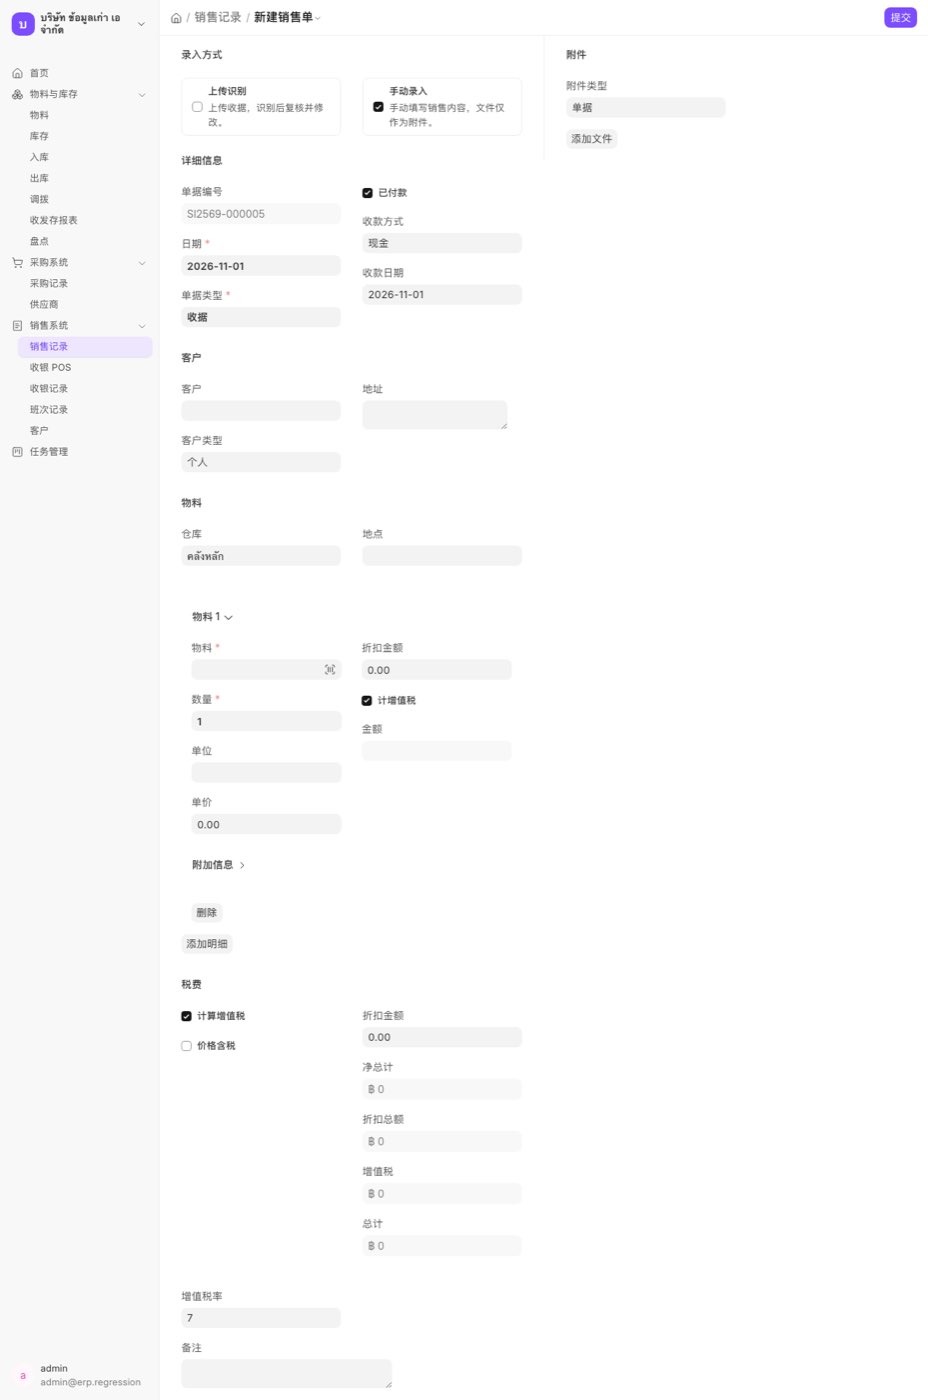 บ
บริษัท ข้อมูลเก่า เอ
จำกัด
首页
物料与库存
物料
库存
入库
出库
调拨
收发存报表
盘点
采购系统
采购记录
供应商
销售系统
销售记录
收银 POS
收银记录
班次记录
客户
任务管理
a
admin
admin@erp.regression
/ 销售记录 / 新建销售单
提交
录入方式
上传识别
上传收据，识别后复核并修
改。
手动录入
手动填写销售内容，文件仅
作为附件。
详细信息
单据编号
SI2569-000005
日期 *
2026-11-01
单据类型 *
收据
已付款
收款方式
现金
收款日期
2026-11-01
客户
客户
客户类型
个人
地址
物料
仓库
คลังหลัก
地点
物料 1
物料 *
数量 *
1
单位
单价
0.00
折扣金额
0.00
计增值税
金额
附加信息
删除
添加明细
税费
计算增值税
价格含税
折扣金额
0.00
净总计
฿ 0
折扣总额
฿ 0
增值税
฿ 0
总计
฿ 0
增值税率
7
备注
附件
附件类型
单据
添加文件